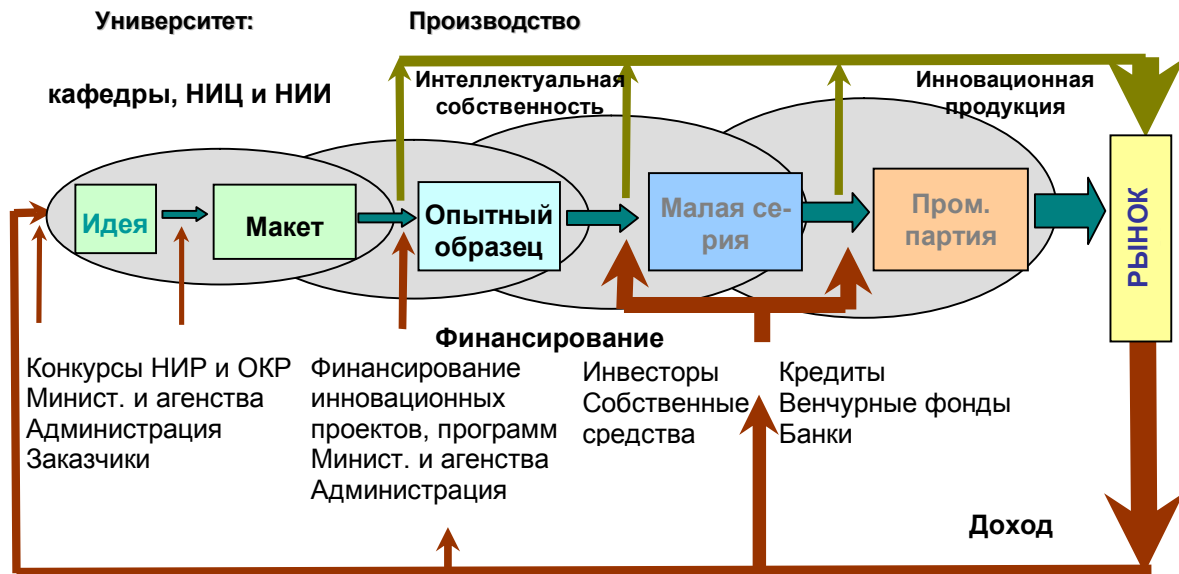 Университет:
Производство
кафедры, НИЦ и НИИ
Интеллектуальная
собственность
Инновационная
продукция
Идея
Макет
Опытный
образец
Малая се-
рия
Пром.
партия
РЫНОК
Финансирование
Конкурсы НИР и ОКР
Минист. и агенства
Администрация
Заказчики
Финансирование
инновационных
проектов, программ
Минист. и агенства
Администрация
Инвесторы
Собственные
средства
Кредиты
Венчурные фонды
Банки
Доход